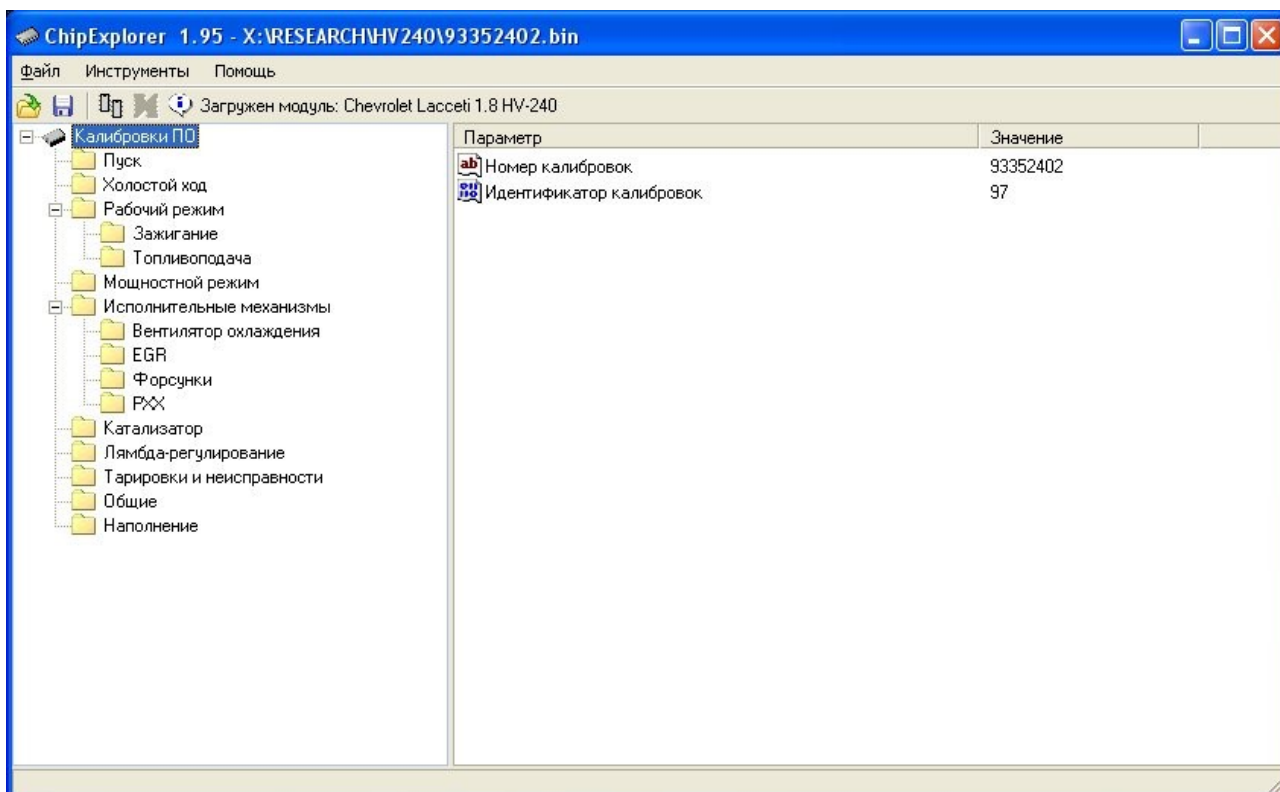 ChipExplorer 1.95 - X:\RESEARCH\HV240\93352402.bin
Файл Инструменты Помощь
Загружен модуль: Chevrolet Lacceti 1.8 HV-240
Калибровки ПО
Пуск
Холостой ход
Рабочий режим
Зажигание
Топливоподача
Мощностной режим
Исполнительные механизмы
Вентилятор охлаждения
EGR
Форсунки
РХХ
Катализатор
Лямбда-регулирование
Тарировки и неисправности
Общие
Наполнение
Параметр Значение
Номер калибровок 93352402
Идентификатор калибровок 97